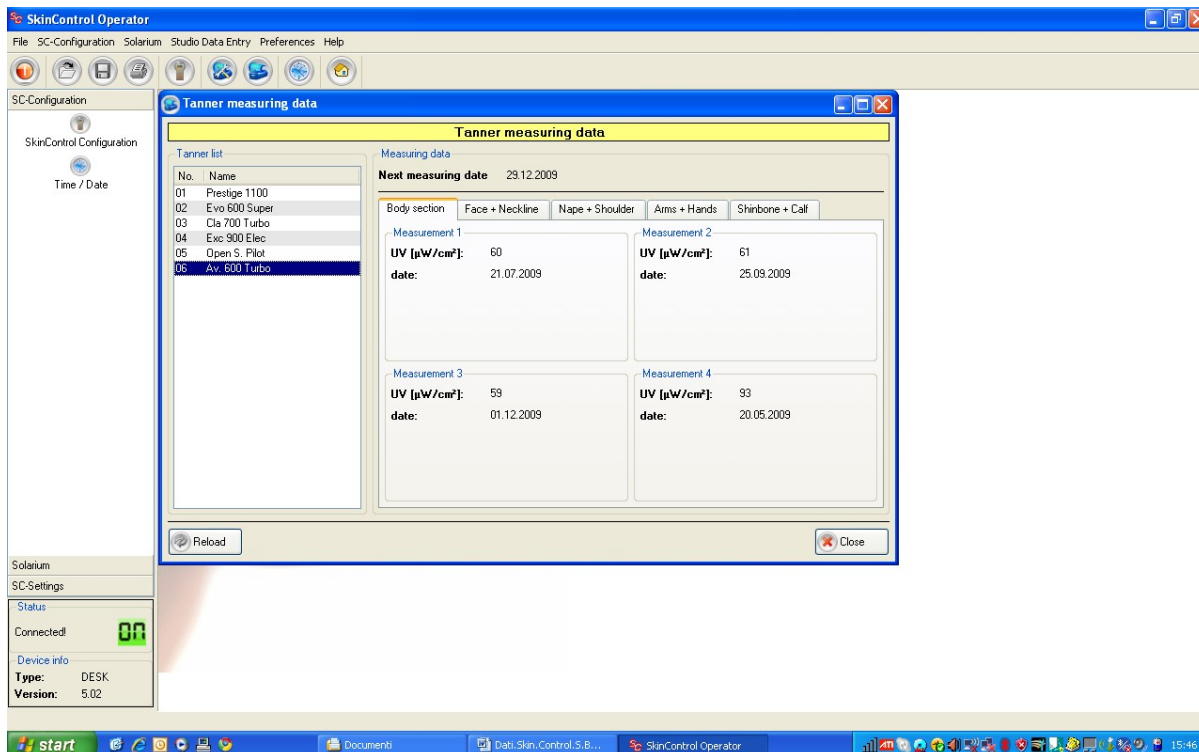 SkinControl Operator
File SC-Configuration Solarium Studio Data Entry Preferences Help
SC-Configuration
SkinControl Configuration
Time / Date
Tanner measuring data
Tanner measuring data
Tanner list
No. Name
01 Prestige 1100
02 Evo 600 Super
03 Cla 700 Turbo
04 Exc 900 Elec
05 Open S. Pilot
06 Av. 600 Turbo
Measuring data
Next measuring date 29.12.2009
Body section Face + Neckline Nape + Shoulder Arms + Hands Shinbone + Calf
Measurement 1
UV [µW/cm²]: 60
date: 21.07.2009
Measurement 2
UV [µW/cm²]: 61
date: 25.09.2009
Measurement 3
UV [µW/cm²]: 59
date: 01.12.2009
Measurement 4
UV [µW/cm²]: 93
date: 20.05.2009
Reload
Close
Solarium
SC-Settings
Status
Connected! ON
Device info
Type: DESK
Version: 5.02
start Documenti Dati.Skin.Control.S.B... SkinControl Operator 15:46